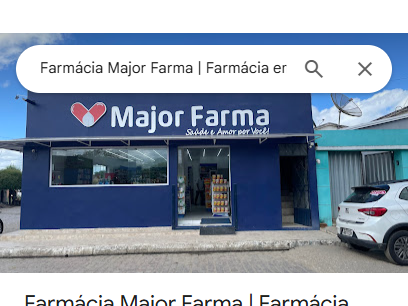 Farmácia Major Farma | Farmácia er
Major Farma
Saúde e Amor por Você!
Farmácia Major Farma | Farmácia